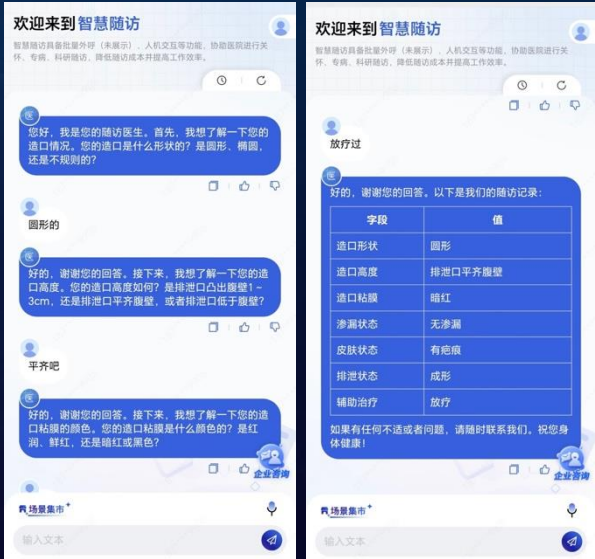 欢迎来到智慧随访
智慧随访具备批量外呼（未展示）、人机交互等功能，协助医院进行关
怀、专病、科研随访，降低随访成本并提高工作效率。
医
您好，我是您的随访医生。首先，我想了解一下您的
造口情况。您的造口是什么形状的？是圆形、椭圆，
还是不规则的？
圆形的
医
好的，谢谢您的回答。接下来，我想了解一下您的造
口高度。您的造口高度如何？是排泄口凸出腹壁1~
3cm，还是排泄口平齐腹壁，或者排泄口低于腹壁？
平齐吧
医
好的，谢谢您的回答。接下来，我想了解一下您的造
口粘膜的颜色。您的造口粘膜是什么颜色的？是红
润、鲜红，还是暗红或黑色？
企业咨询
场景集市
输入文本
欢迎来到智慧随访
智慧随访具备批量外呼（未展示）、人机交互等功能，协助医院进行关
怀、专病、科研随访，降低随访成本并提高工作效率。
放疗过
医
好的，谢谢您的回答。以下是我们的随访记录：
字段 值
造口形状 圆形
造口高度 排泄口平齐腹壁
造口粘膜 暗红
渗漏状态 无渗漏
皮肤状态 有疤痕
排泄状态 成形
辅助治疗 放疗
如果有任何不适或者问题，请随时联系我们。祝您身
体健康！
企业咨询
场景集市
输入文本